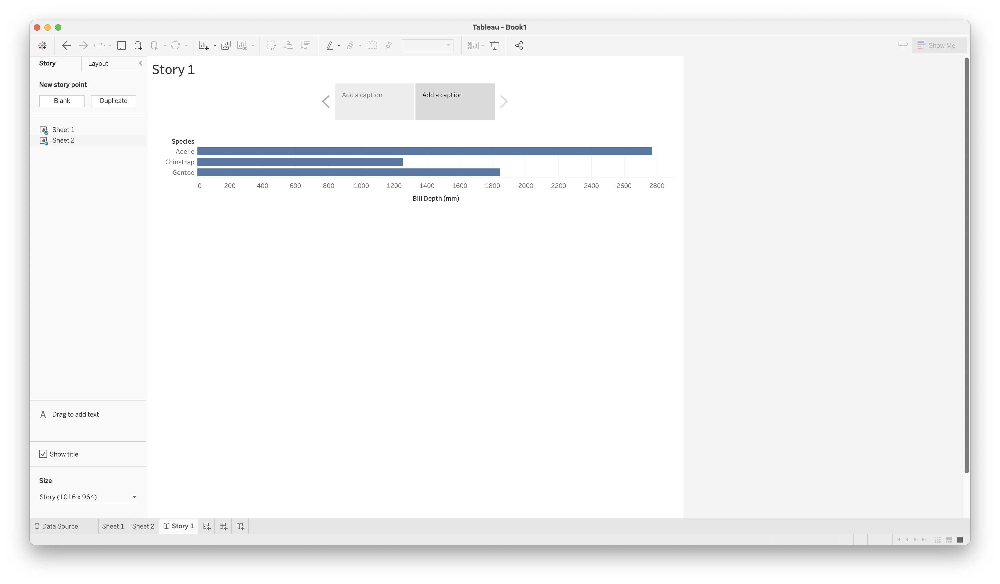 Tableau - Book1
Show Me
Story
Layout
New story point
Blank
Duplicate
Sheet 1
Sheet 2
Drag to add text
Show title
Size
Story (1016 x 964)
Story 1
Add a caption
Add a caption
Species
Adelie
Chinstrap
Gentoo
0 200 400 600 800 1000 1200 1400 1600 1800 2000 2200 2400 2600 2800
Bill Depth (mm)
Data Source
Sheet 1
Sheet 2
Story 1